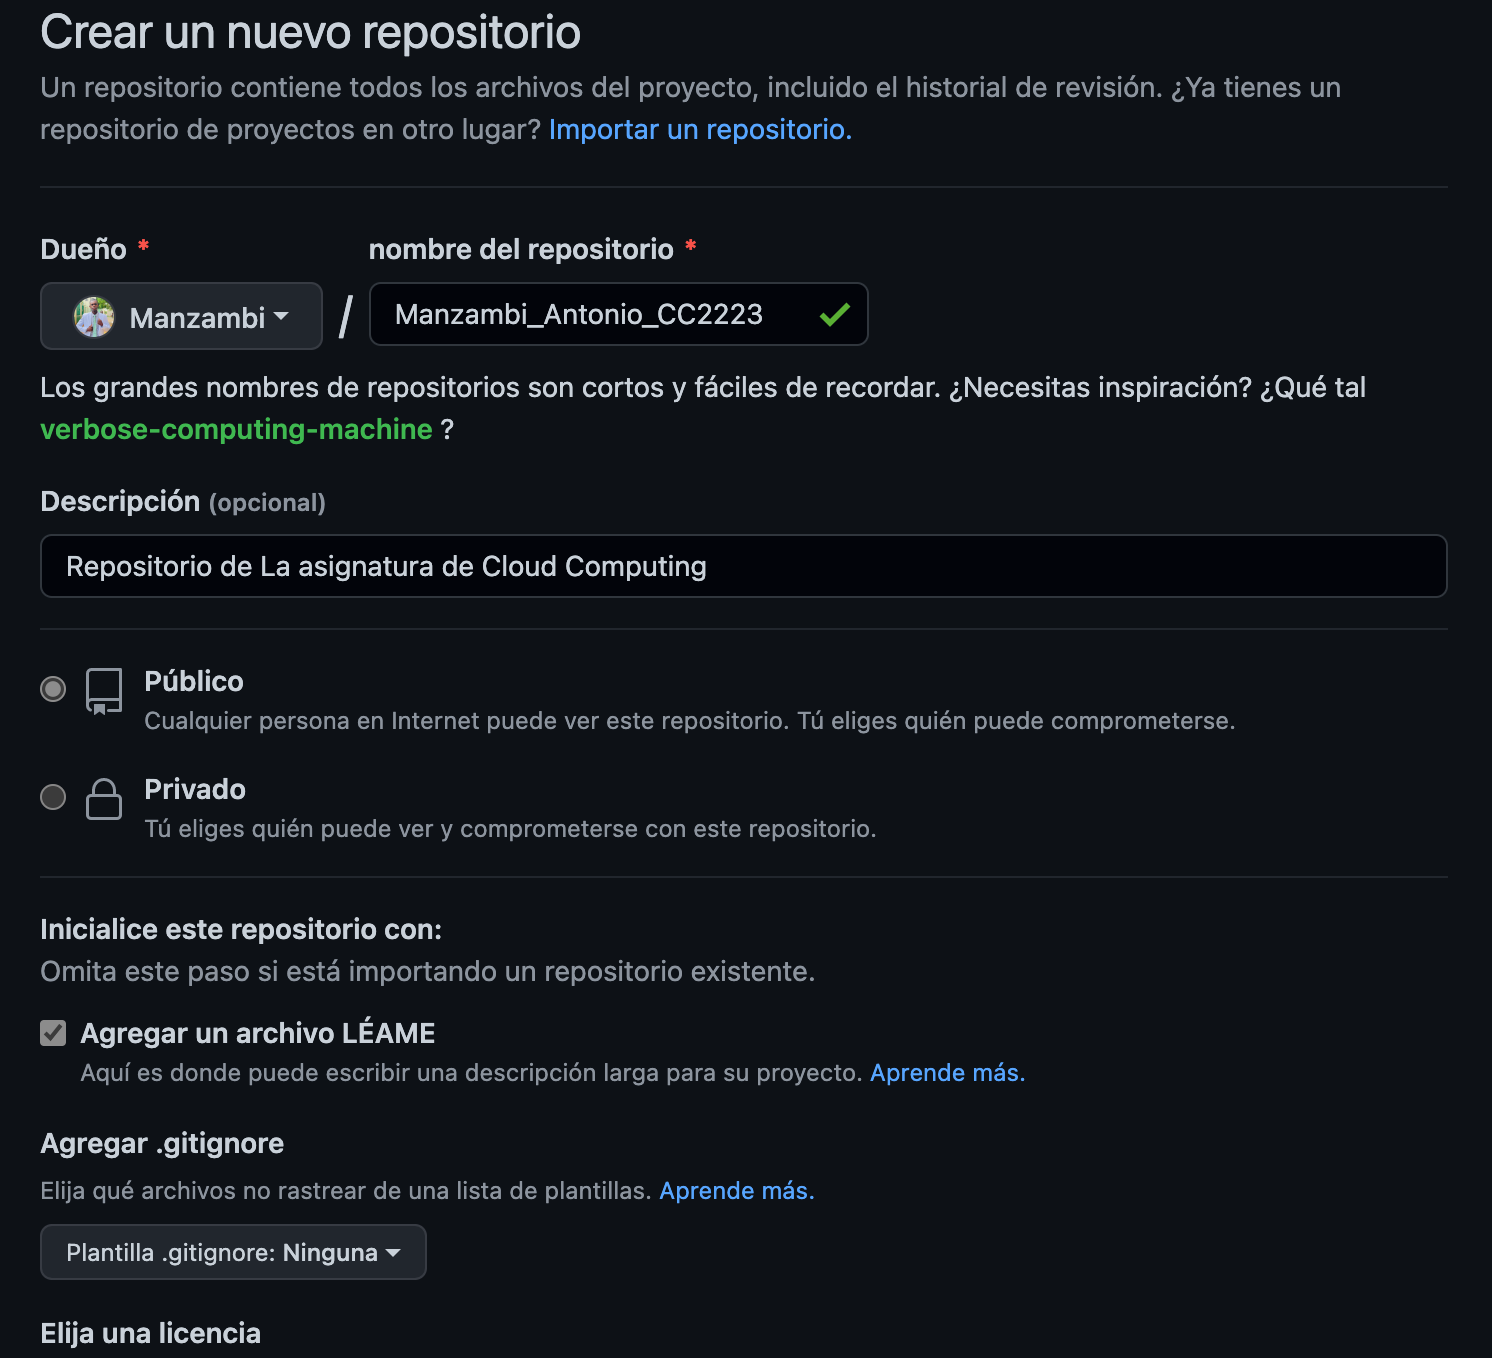 Crear un nuevo repositorio
Un repositorio contiene todos los archivos del proyecto, incluido el historial de revisión. ¿Ya tienes un
repositorio de proyectos en otro lugar? Importar un repositorio.
Dueño * nombre del repositorio *
Manzambi / Manzambi_Antonio_CC2223
Los grandes nombres de repositorios son cortos y fáciles de recordar. ¿Necesitas inspiración? ¿Qué tal
verbose-computing-machine ?
Descripción (opcional)
Repositorio de La asignatura de Cloud Computing
Público
Cualquier persona en Internet puede ver este repositorio. Tú eliges quién puede comprometerse.
Privado
Tú eliges quién puede ver y comprometerse con este repositorio.
Inicialice este repositorio con:
Omita este paso si está importando un repositorio existente.
Agregar un archivo LÉAME
Aquí es donde puede escribir una descripción larga para su proyecto. Aprende más.
Agregar .gitignore
Elija qué archivos no rastrear de una lista de plantillas. Aprende más.
Plantilla .gitignore: Ninguna
Elija una licencia